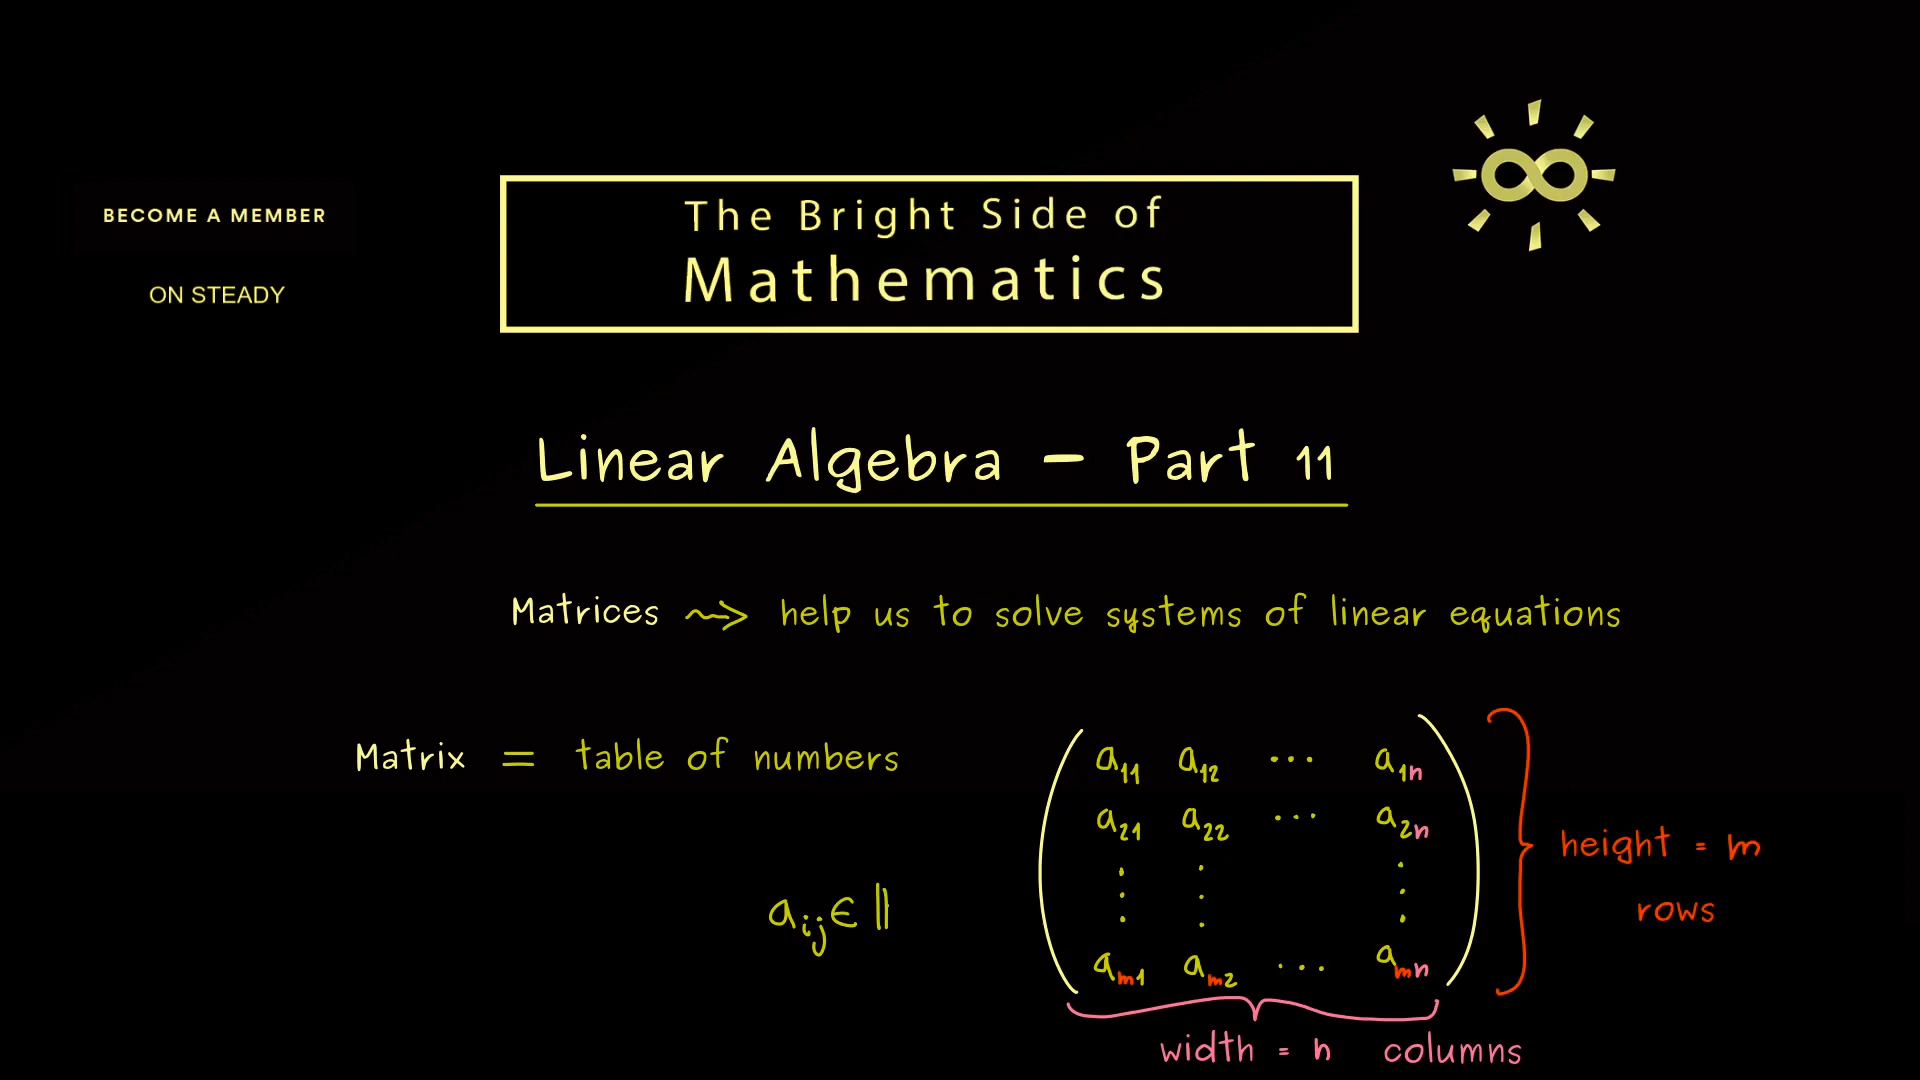 BECOME A MEMBER
ON STEADY
The Bright Side of
Mathematics
Linear Algebra – Part 11
Matrices ⇝ help us to solve systems of linear equations
Matrix = table of numbers
a₁₁ a₁₂ ··· a₁ₙ
a₂₁ a₂₂ ··· a₂ₙ
⋮ ⋮ ⋮
aₘ₁ aₘ₂ ··· aₘₙ
height = m
rows
aᵢⱼ ∈
width = n columns